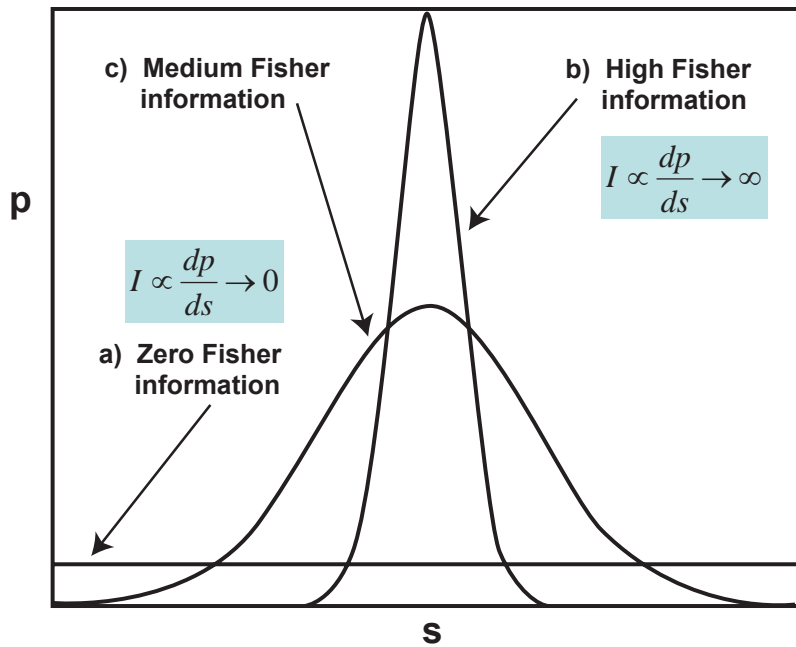 c) Medium Fisher
information
b) High Fisher
information
I ∝ dp/ds → ∞
p
I ∝ dp/ds → 0
a) Zero Fisher
information
s